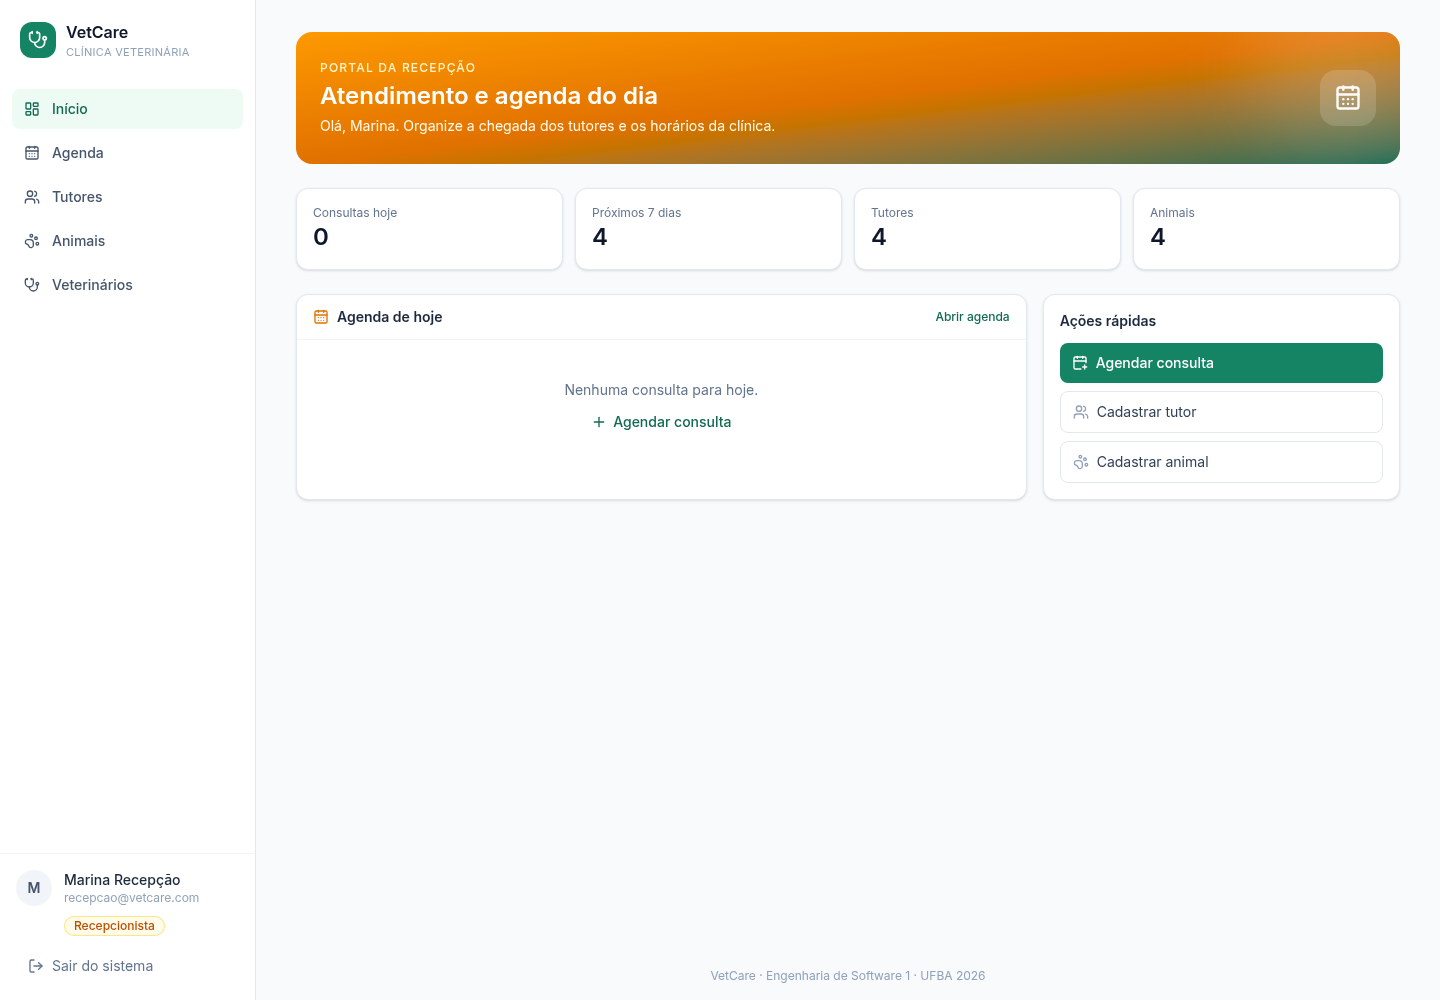 VetCare
CLÍNICA VETERINÁRIA
Início
Agenda
Tutores
Animais
Veterinários
M
Marina Recepção
recepcao@vetcare.com
Recepcionista
Sair do sistema
PORTAL DA RECEPÇÃO
Atendimento e agenda do dia
Olá, Marina. Organize a chegada dos tutores e os horários da clínica.
Consultas hoje
0
Próximos 7 dias
4
Tutores
4
Animais
4
Agenda de hoje
Abrir agenda
Nenhuma consulta para hoje.
Agendar consulta
Ações rápidas
Agendar consulta
Cadastrar tutor
Cadastrar animal
VetCare · Engenharia de Software 1 · UFBA 2026